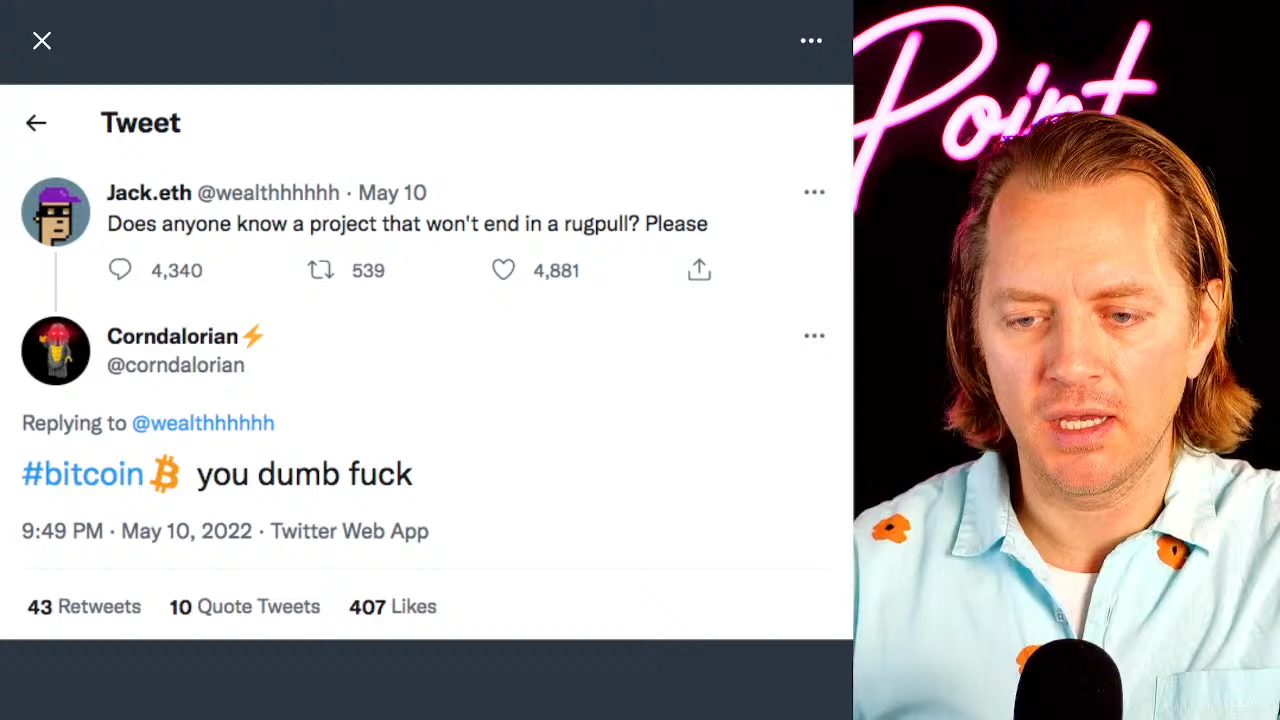 Tweet
Jack.eth @wealthhhhhh · May 10
Does anyone know a project that won't end in a rugpull? Please
4,340 539 4,881
Corndalorian⚡
@corndalorian
Replying to @wealthhhhhh
#bitcoin₿ you dumb fuck
9:49 PM · May 10, 2022 · Twitter Web App
43 Retweets 10 Quote Tweets 407 Likes
Point